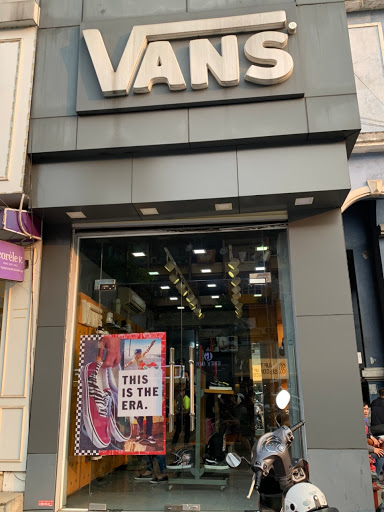 VANS
THIS
IS THE
ERA.